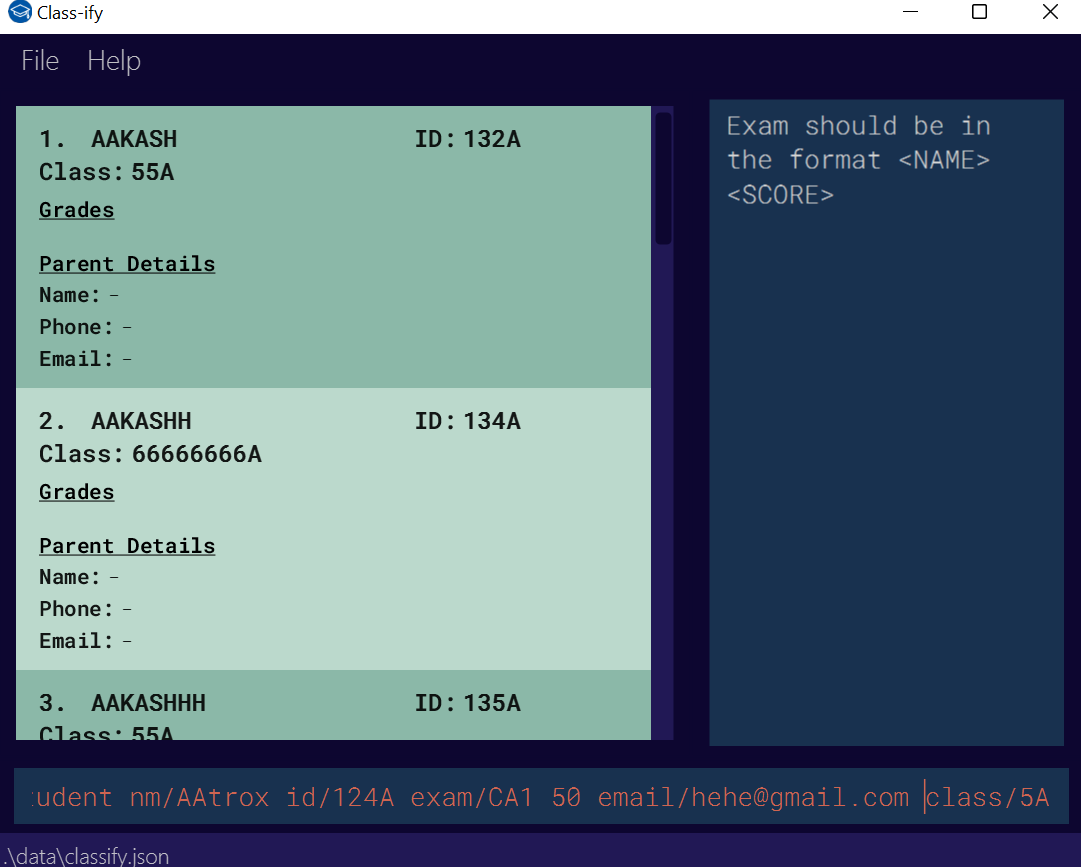 Class-ify
File Help
1. AAKASH ID: 132A
Class: 55A
Grades
Parent Details
Name: -
Phone: -
Email: -
2. AAKASHH ID: 134A
Class: 66666666A
Grades
Parent Details
Name: -
Phone: -
Email: -
3. AAKASHHH ID: 135A
Class: 55A
Exam should be in
the format <NAME>
<SCORE>
udent nm/AAtrox id/124A exam/CA1 50 email/hehe@gmail.com class/5A
.\data\classify.json